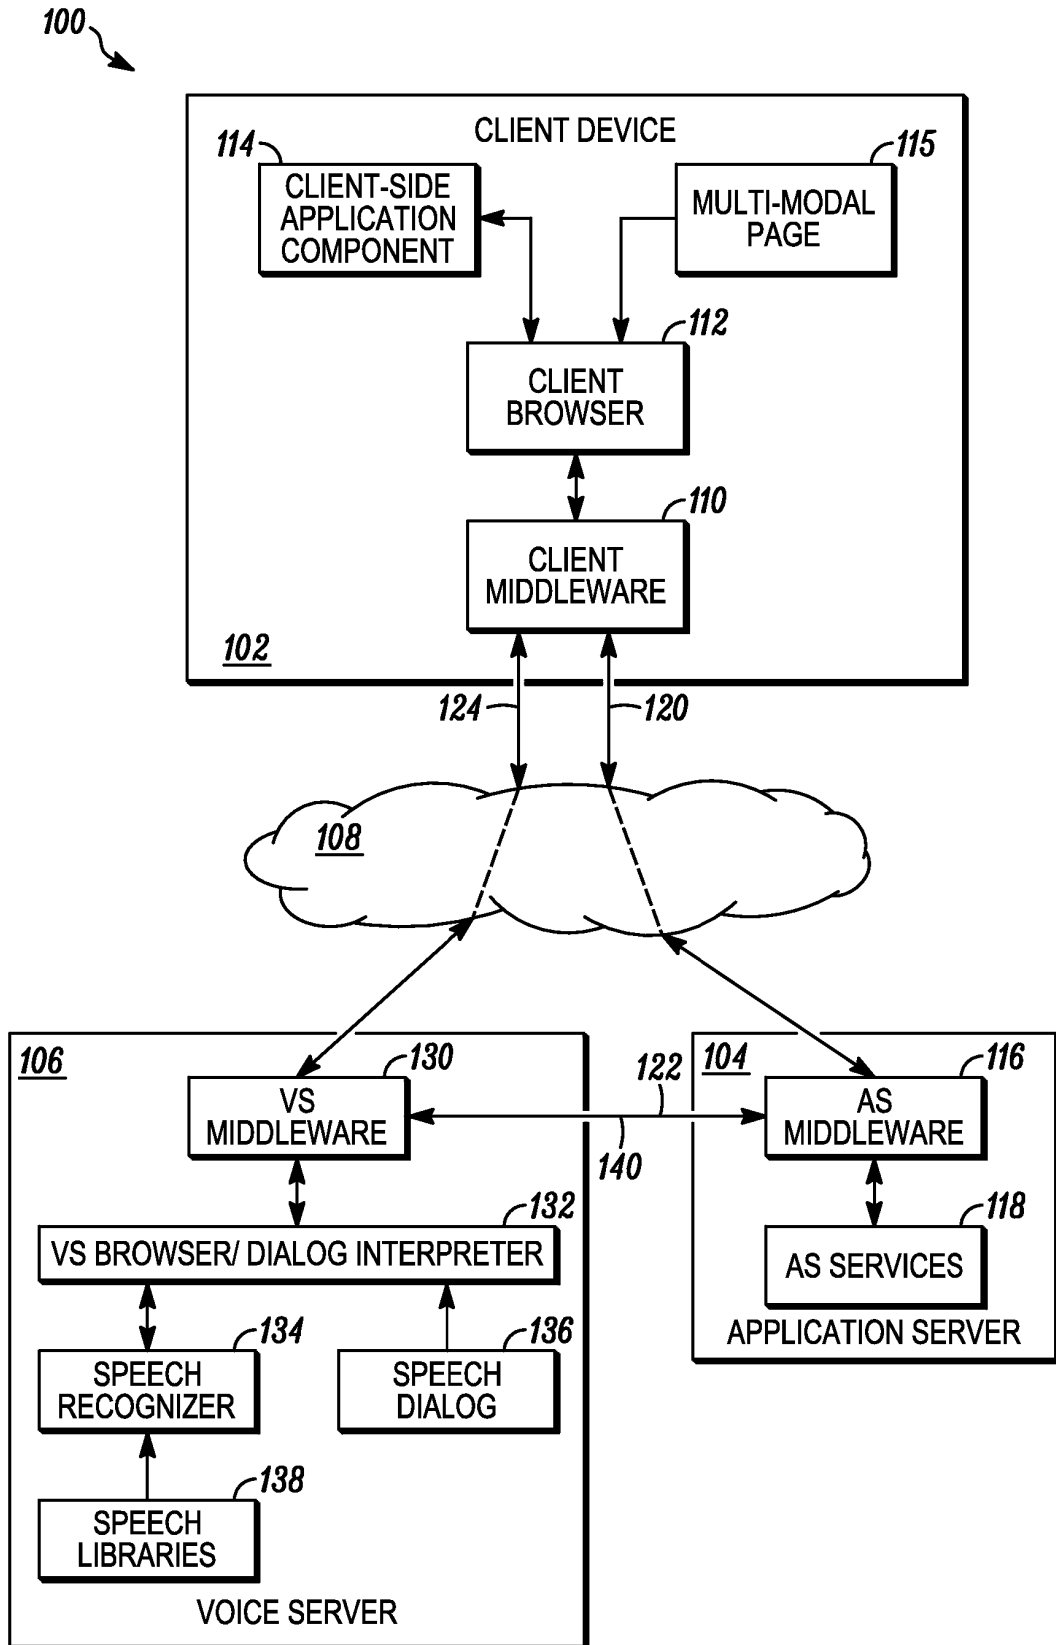 100
CLIENT DEVICE
114
CLIENT-SIDE
APPLICATION
COMPONENT
115
MULTI-MODAL
PAGE
112
CLIENT
BROWSER
110
CLIENT
MIDDLEWARE
102
124
120
108
106
130
VS
MIDDLEWARE
122
140
104
116
AS
MIDDLEWARE
132
VS BROWSER/ DIALOG INTERPRETER
118
AS SERVICES
APPLICATION SERVER
134
SPEECH
RECOGNIZER
136
SPEECH
DIALOG
138
SPEECH
LIBRARIES
VOICE SERVER